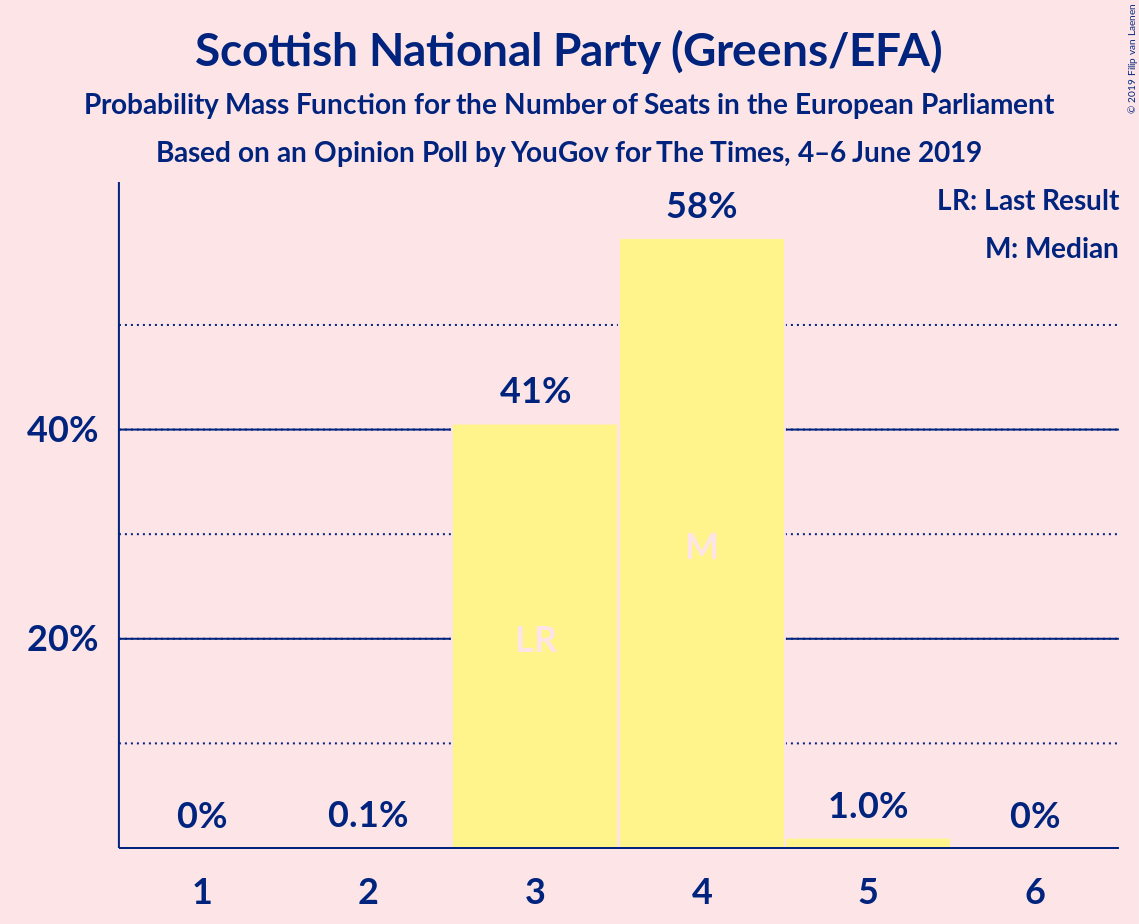 Scottish National Party (Greens/EFA)
Probability Mass Function for the Number of Seats in the European Parliament
Based on an Opinion Poll by YouGov for The Times, 4–6 June 2019
© 2019 Filip van Laenen
LR: Last Result
M: Median
58%
41%
40%
M
LR
20%
0%
0.1%
1.0%
0%
1
2
3
4
5
6